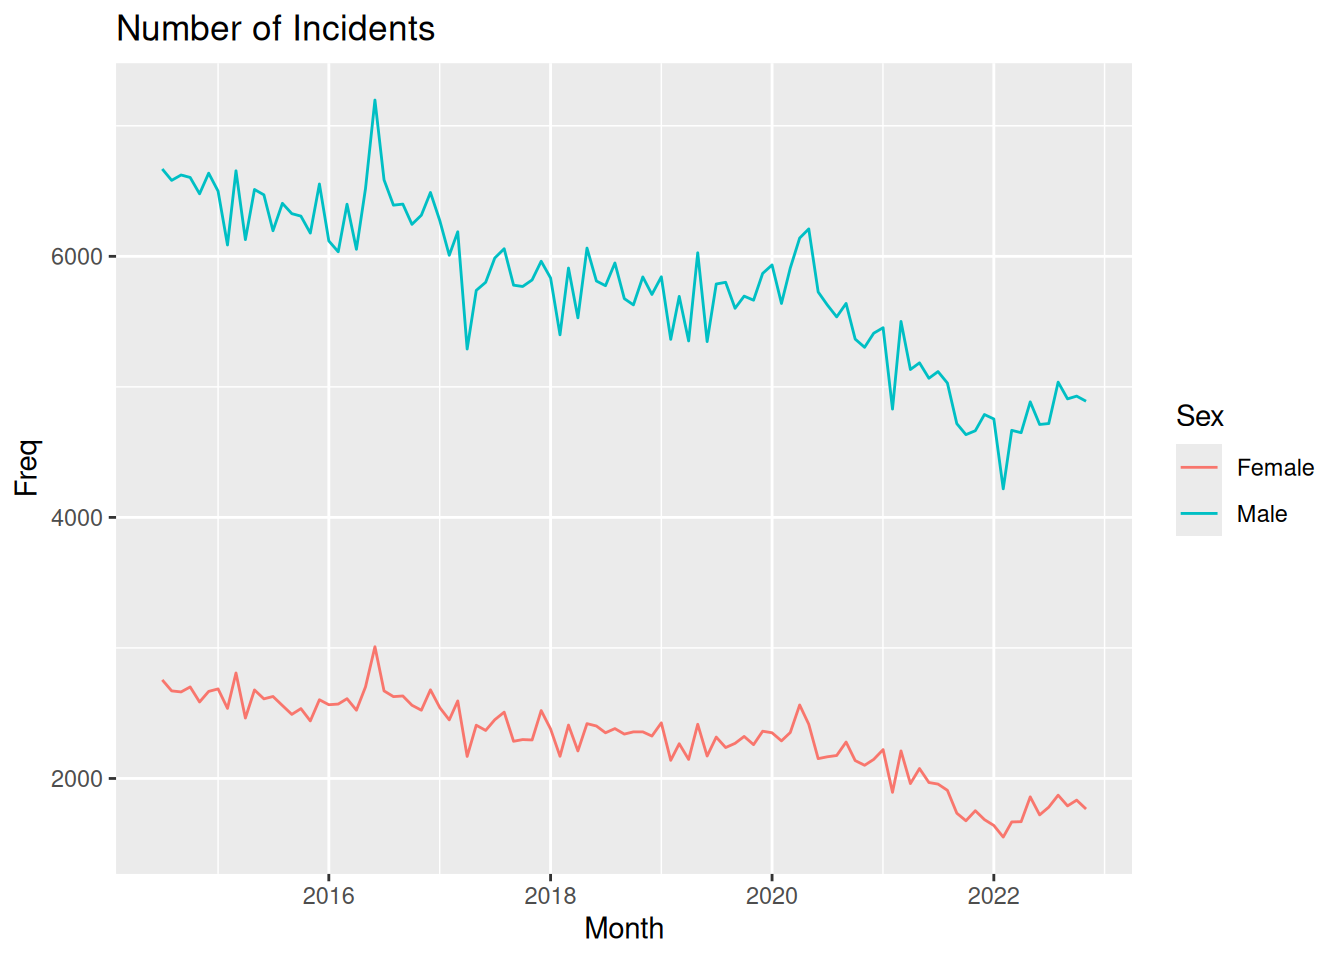 Number of Incidents
Freq
6000
4000
2000
2016
2018
2020
2022
Month
Sex
Female
Male